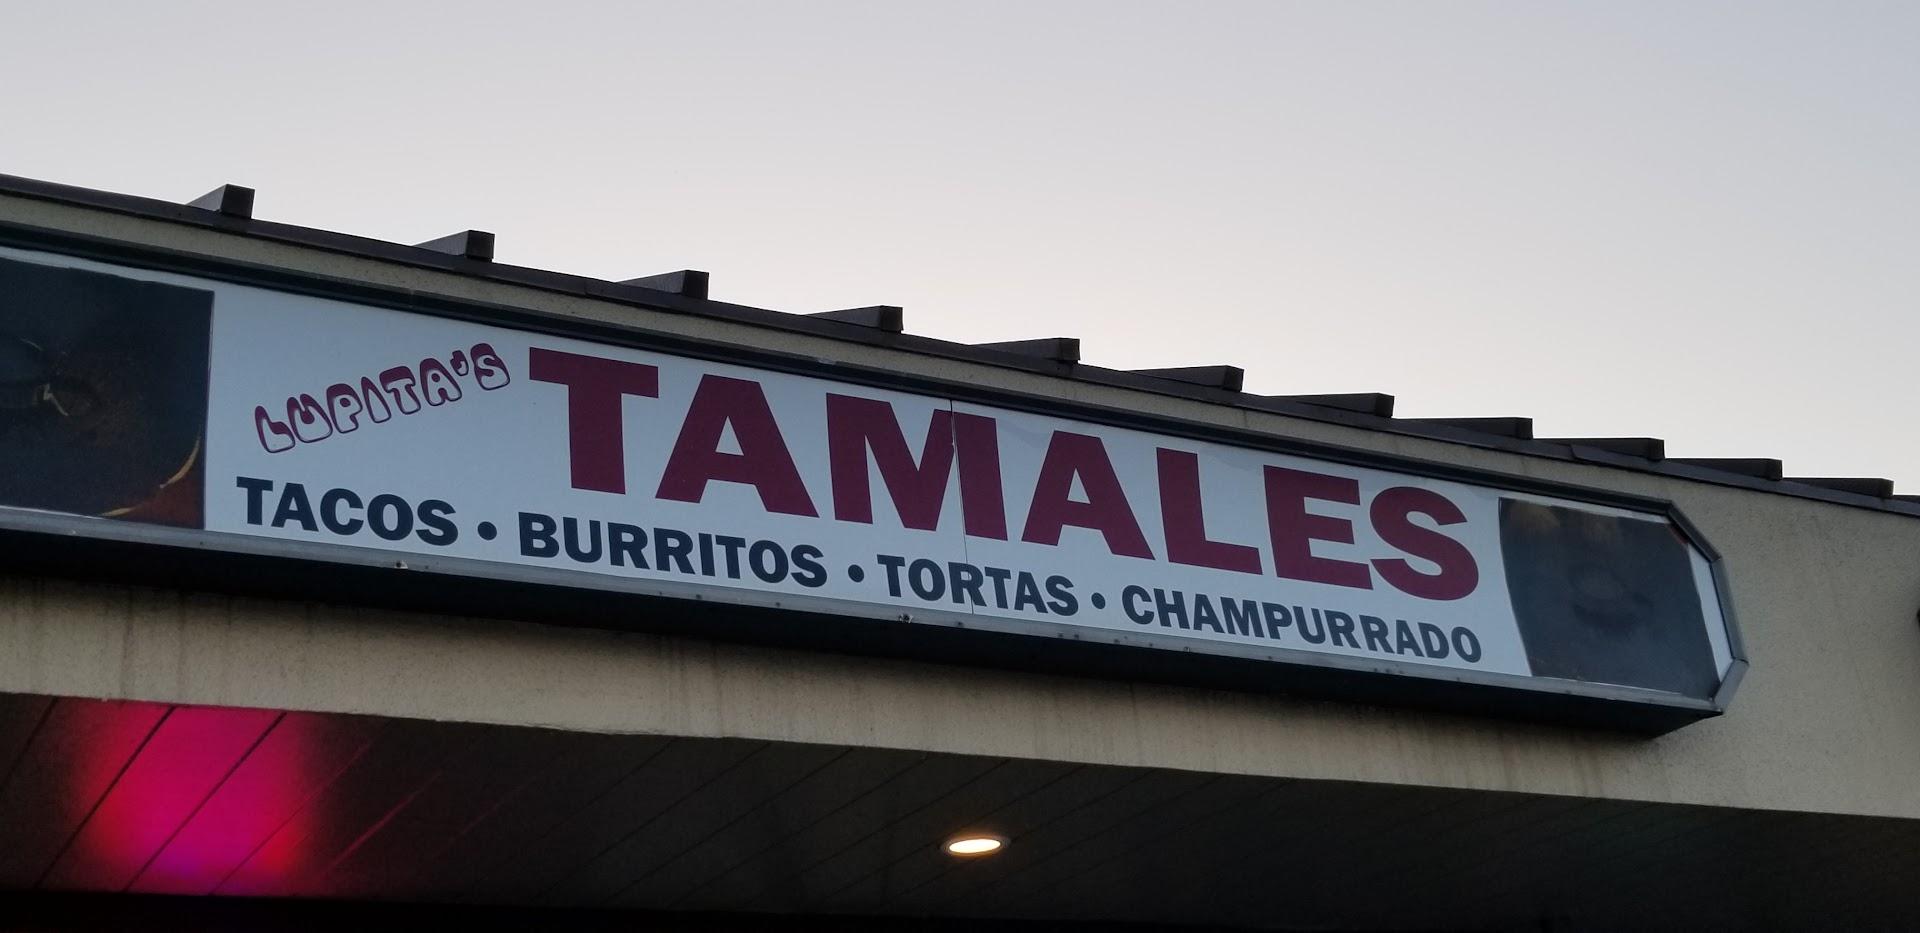 LUPITA'S TAMALES
TACOS • BURRITOS • TORTAS • CHAMPURRADO